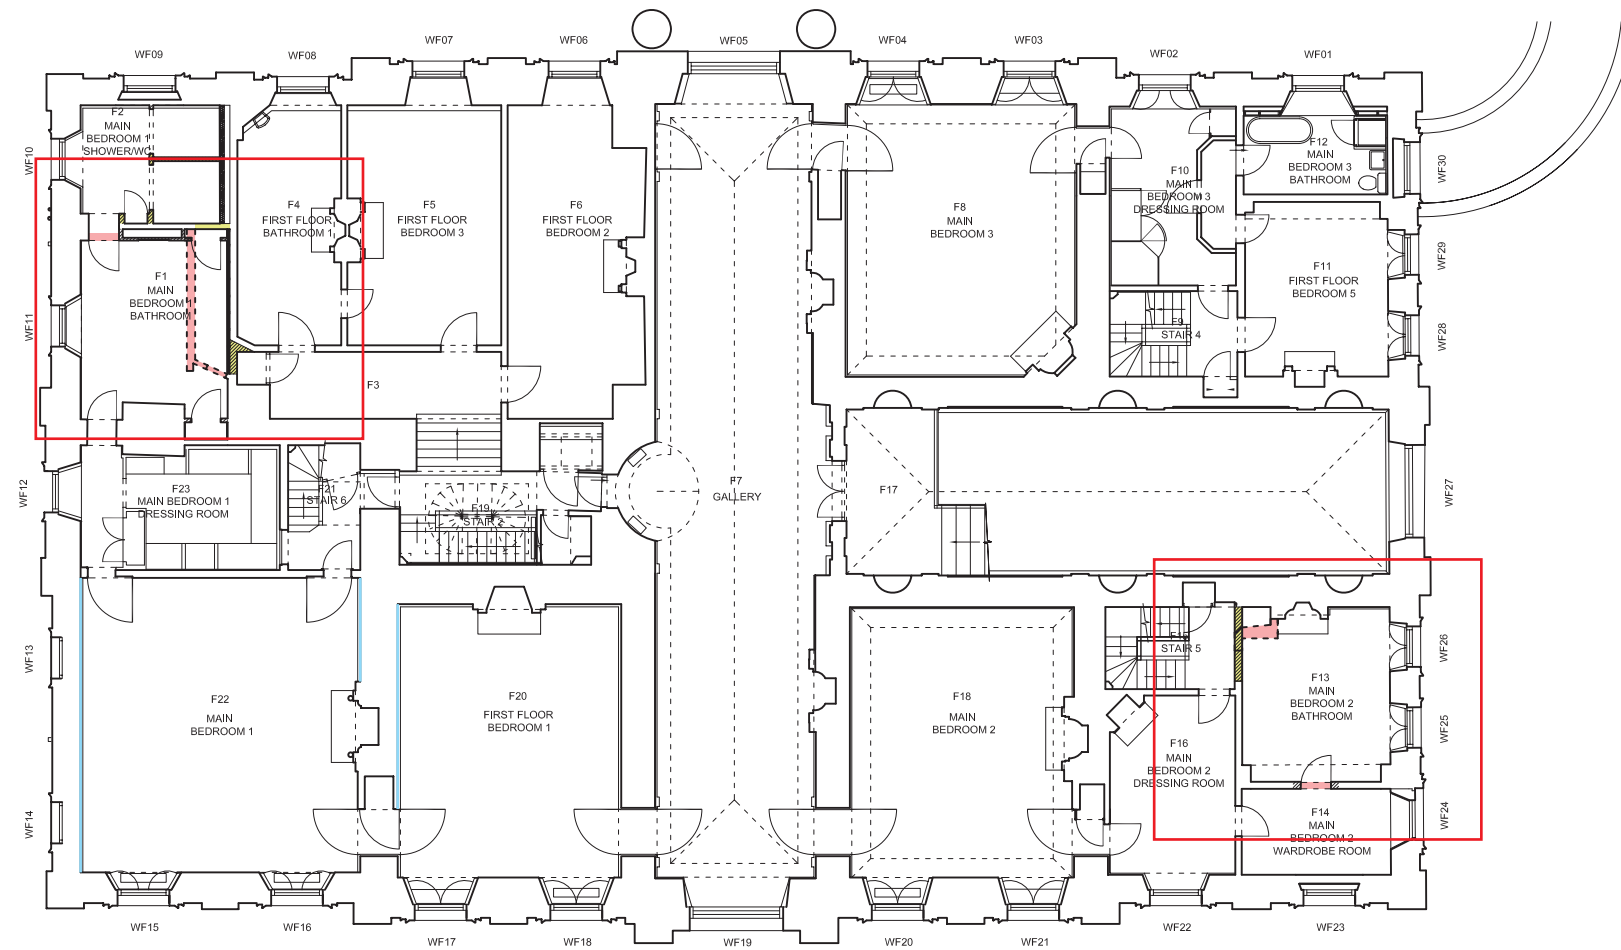 WF09
WF08
WF07
WF06
WF05
WF04
WF03
WF02
WF01
WF10
WF11
WF12
WF13
WF14
F2
MAIN
BEDROOM 1
SHOWER/WC
F4
FIRST FLOOR
BATHROOM 1
F5
FIRST FLOOR
BEDROOM 3
F6
FIRST FLOOR
BEDROOM 2
F8
MAIN
BEDROOM 3
F10
MAIN
BEDROOM 3
DRESSING ROOM
F12
MAIN
BEDROOM 3
BATHROOM
F1
MAIN
BEDROOM 1
BATHROOM
F11
FIRST FLOOR
BEDROOM 5
F9
STAIR 4
F3
F23
MAIN BEDROOM 1
DRESSING ROOM
F21
STAIR 6
F19
STAIR 2
F7
GALLERY
F17
F22
MAIN
BEDROOM 1
F20
FIRST FLOOR
BEDROOM 1
F18
MAIN
BEDROOM 2
STAIR 5
F16
MAIN
BEDROOM 2
DRESSING ROOM
F13
MAIN
BEDROOM 2
BATHROOM
F14
MAIN
BEDROOM 2
WARDROBE ROOM
WF30
WF29
WF28
WF27
WF26
WF25
WF24
WF15
WF16
WF17
WF18
WF19
WF20
WF21
WF22
WF23